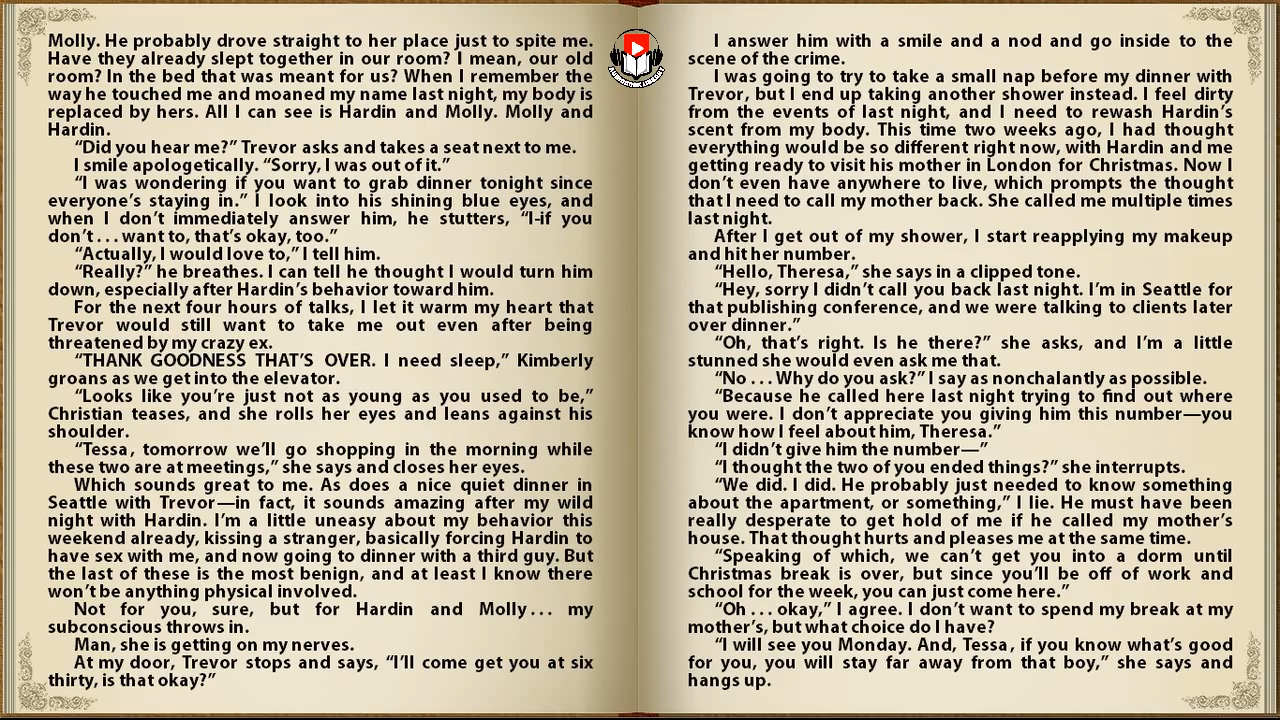 Molly. He probably drove straight to her place just to spite me.
Have they already slept together in our room? I mean, our old
room? In the bed that was meant for us? When I remember the
way he touched me and moaned my name last night, my body is
replaced by hers. All I can see is Hardin and Molly. Molly and
Hardin.
“Did you hear me?” Trevor asks and takes a seat next to me.
I smile apologetically. “Sorry, I was out of it.”
“I was wondering if you want to grab dinner tonight since
everyone’s staying in.” I look into his shining blue eyes, and
when I don’t immediately answer him, he stutters, “I-if you
don’t . . . want to, that’s okay, too.”
“Actually, I would love to,” I tell him.
“Really?” he breathes. I can tell he thought I would turn him
down, especially after Hardin’s behavior toward him.
For the next four hours of talks, I let it warm my heart that
Trevor would still want to take me out even after being
threatened by my crazy ex.
“THANK GOODNESS THAT’S OVER. I need sleep,” Kimberly
groans as we get into the elevator.
“Looks like you’re just not as young as you used to be,”
Christian teases, and she rolls her eyes and leans against his
shoulder.
“Tessa, tomorrow we’ll go shopping in the morning while
these two are at meetings,” she says and closes her eyes.
Which sounds great to me. As does a nice quiet dinner in
Seattle with Trevor—in fact, it sounds amazing after my wild
night with Hardin. I’m a little uneasy about my behavior this
weekend already, kissing a stranger, basically forcing Hardin to
have sex with me, and now going to dinner with a third guy. But
the last of these is the most benign, and at least I know there
won’t be anything physical involved.
Not for you, sure, but for Hardin and Molly . . . my
subconscious throws in.
Man, she is getting on my nerves.
At my door, Trevor stops and says, “I’ll come get you at six
thirty, is that okay?”
I answer him with a smile and a nod and go inside to the
scene of the crime.
I was going to try to take a small nap before my dinner with
Trevor, but I end up taking another shower instead. I feel dirty
from the events of last night, and I need to rewash Hardin’s
scent from my body. This time two weeks ago, I had thought
everything would be so different right now, with Hardin and me
getting ready to visit his mother in London for Christmas. Now I
don’t even have anywhere to live, which prompts the thought
that I need to call my mother back. She called me multiple times
last night.
After I get out of my shower, I start reapplying my makeup
and hit her number.
“Hello, Theresa,” she says in a clipped tone.
“Hey, sorry I didn’t call you back last night. I’m in Seattle for
that publishing conference, and we were talking to clients later
over dinner.”
“Oh, that’s right. Is he there?” she asks, and I’m a little
stunned she would even ask me that.
“No . . . Why do you ask?” I say as nonchalantly as possible.
“Because he called here last night trying to find out where
you were. I don’t appreciate you giving him this number—you
know how I feel about him, Theresa.”
“I didn’t give him the number—”
“I thought the two of you ended things?” she interrupts.
“We did. I did. He probably just needed to know something
about the apartment, or something,” I lie. He must have been
really desperate to get hold of me if he called my mother’s
house. That thought hurts and pleases me at the same time.
“Speaking of which, we can’t get you into a dorm until
Christmas break is over, but since you’ll be off of work and
school for the week, you can just come here.”
“Oh . . . okay,” I agree. I don’t want to spend my break at my
mother’s, but what choice do I have?
“I will see you Monday. And, Tessa, if you know what’s good
for you, you will stay far away from that boy,” she says and
hangs up.